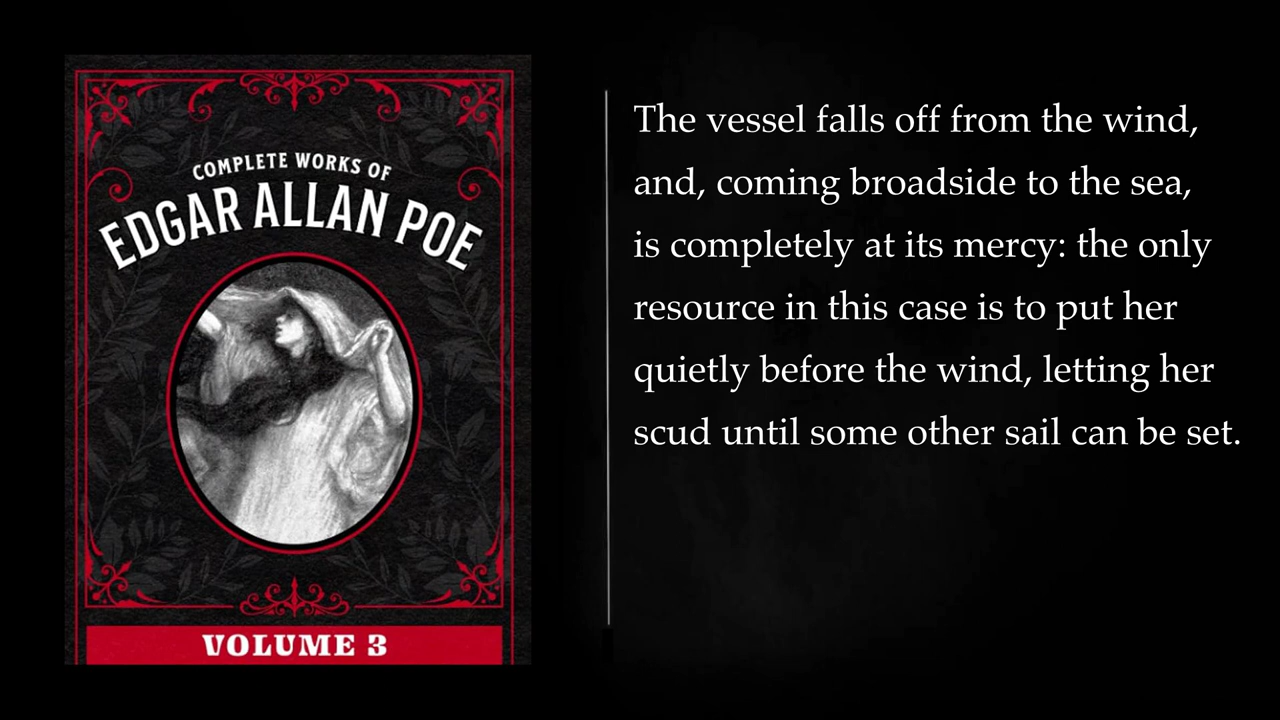 COMPLETE WORKS OF
EDGAR ALLAN POE
VOLUME 3
The vessel falls off from the wind,
and, coming broadside to the sea,
is completely at its mercy: the only
resource in this case is to put her
quietly before the wind, letting her
scud until some other sail can be set.